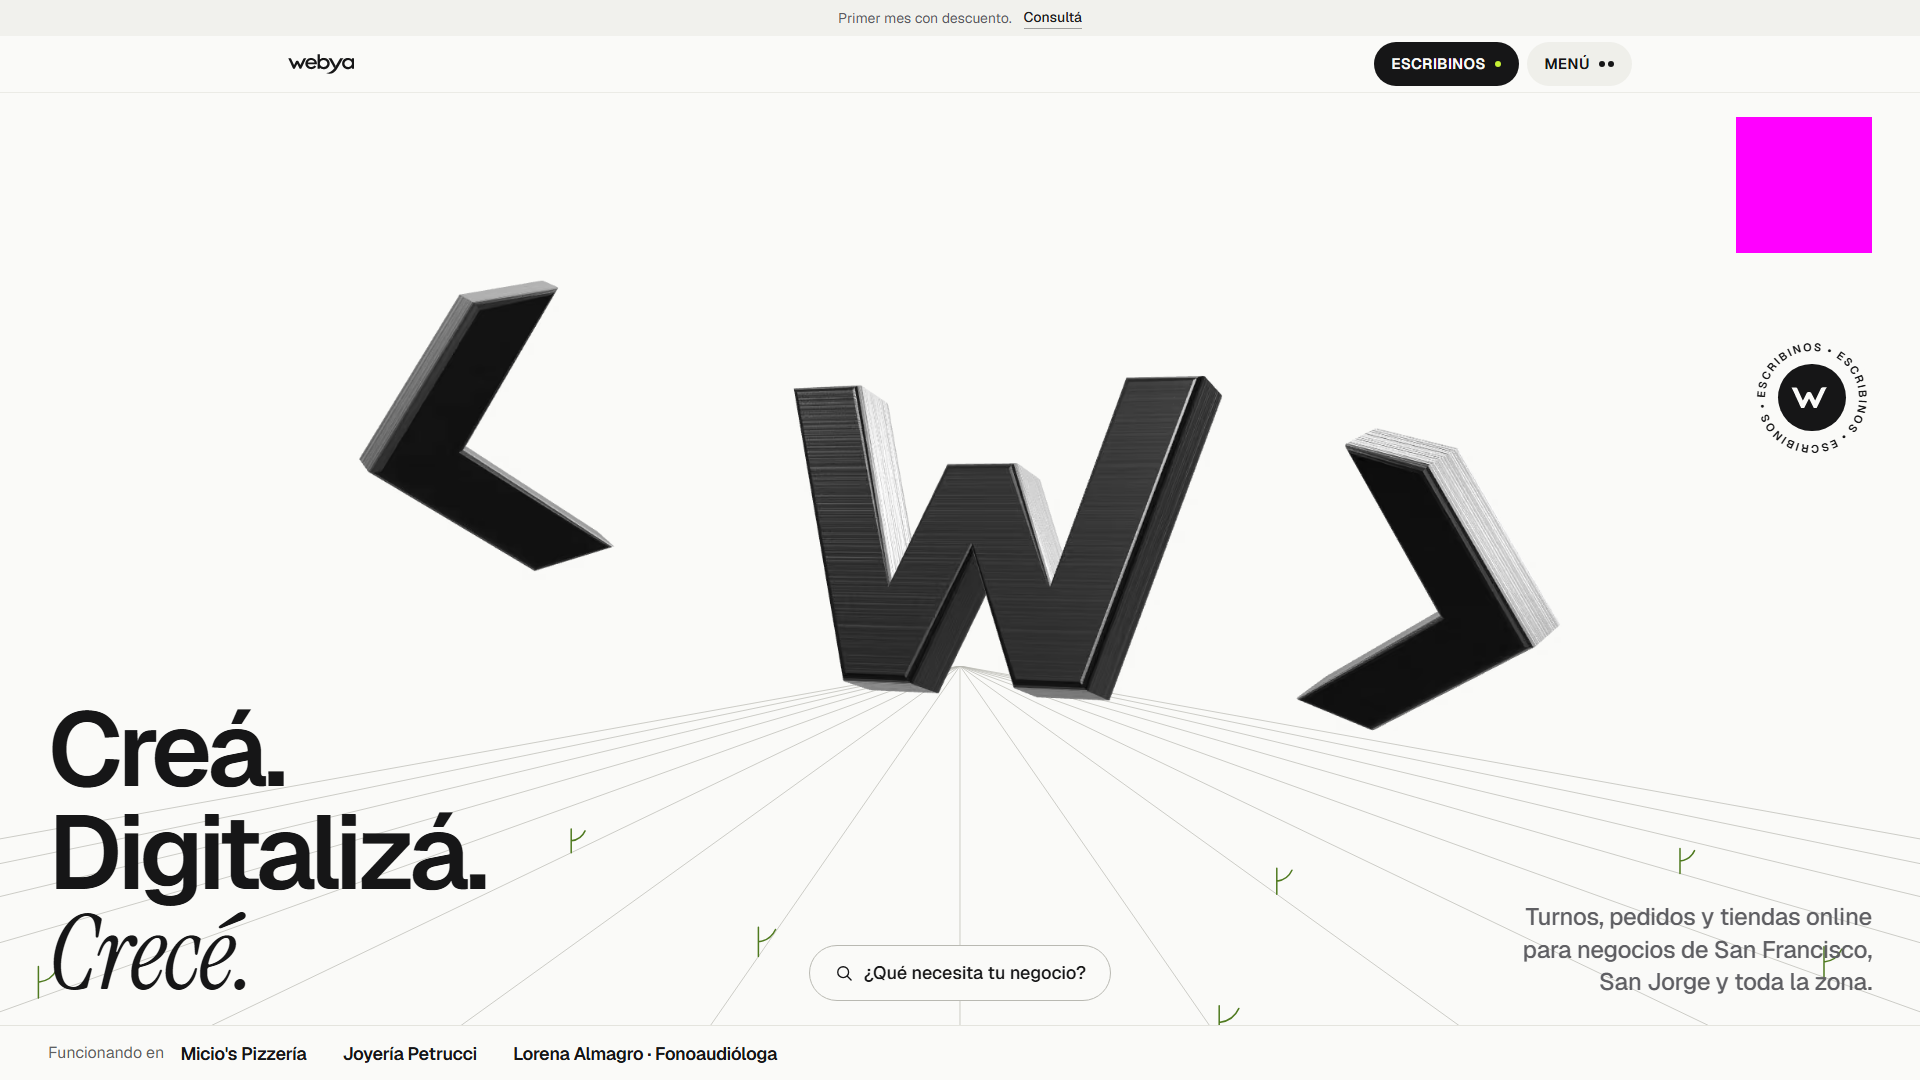 Primer mes con descuento. Consultá
webya
ESCRIBINOS
MENÚ
ESCRIBINOS • ESCRIBINOS • ESCRIBINOS • ESCRIBINOS •
W
W
Creá.
Digitalizá.
Crecé.
¿Qué necesita tu negocio?
Turnos, pedidos y tiendas online
para negocios de San Francisco,
San Jorge y toda la zona.
Funcionando en Micio's Pizzería Joyería Petrucci Lorena Almagro · Fonoaudióloga